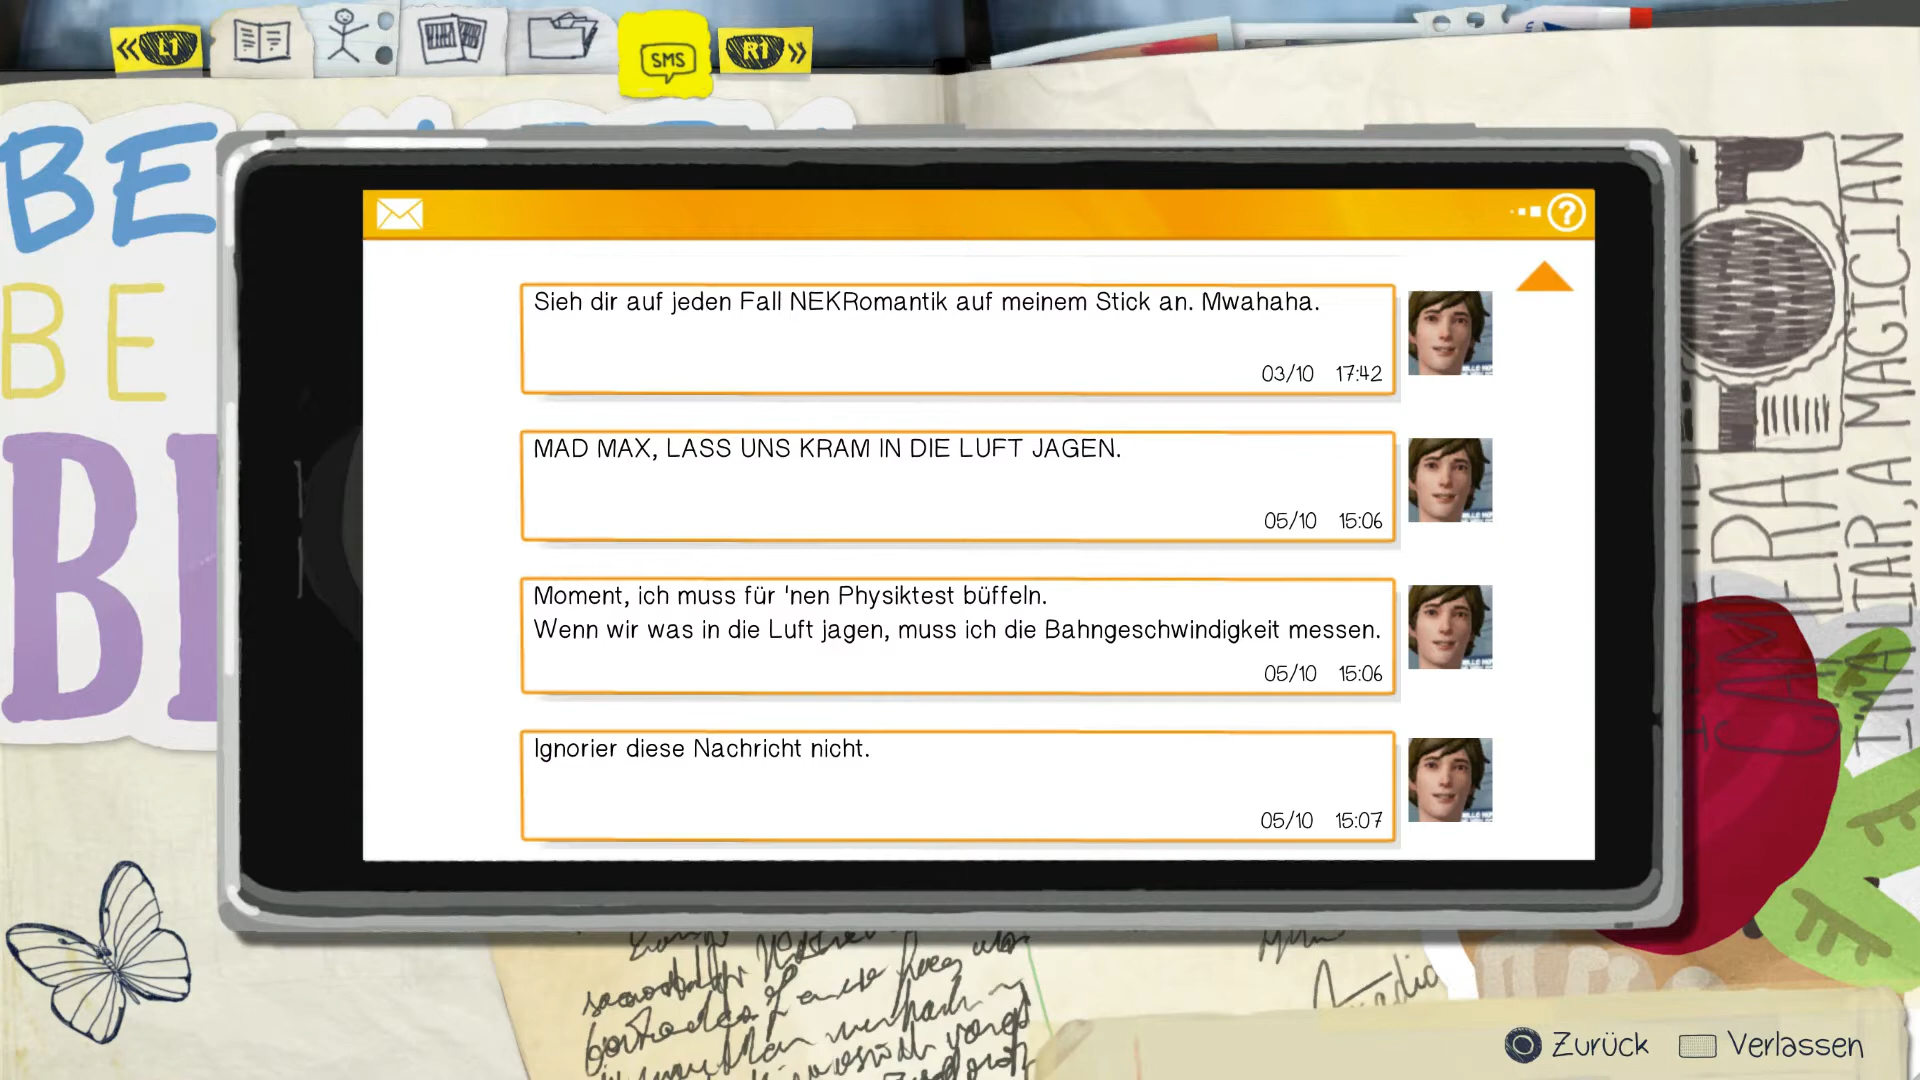 L1
SMS
R1
BE
BE
Sieh dir auf jeden Fall NEKRomantik auf meinem Stick an. Mwahaha.
03/10 17:42
MAD MAX, LASS UNS KRAM IN DIE LUFT JAGEN.
05/10 15:06
Moment, ich muss für 'nen Physiktest büffeln.
Wenn wir was in die Luft jagen, muss ich die Bahngeschwindigkeit messen.
05/10 15:06
Ignorier diese Nachricht nicht.
05/10 15:07
CAMERA
LIAR, A MAGICIAN
Zurück
Verlassen